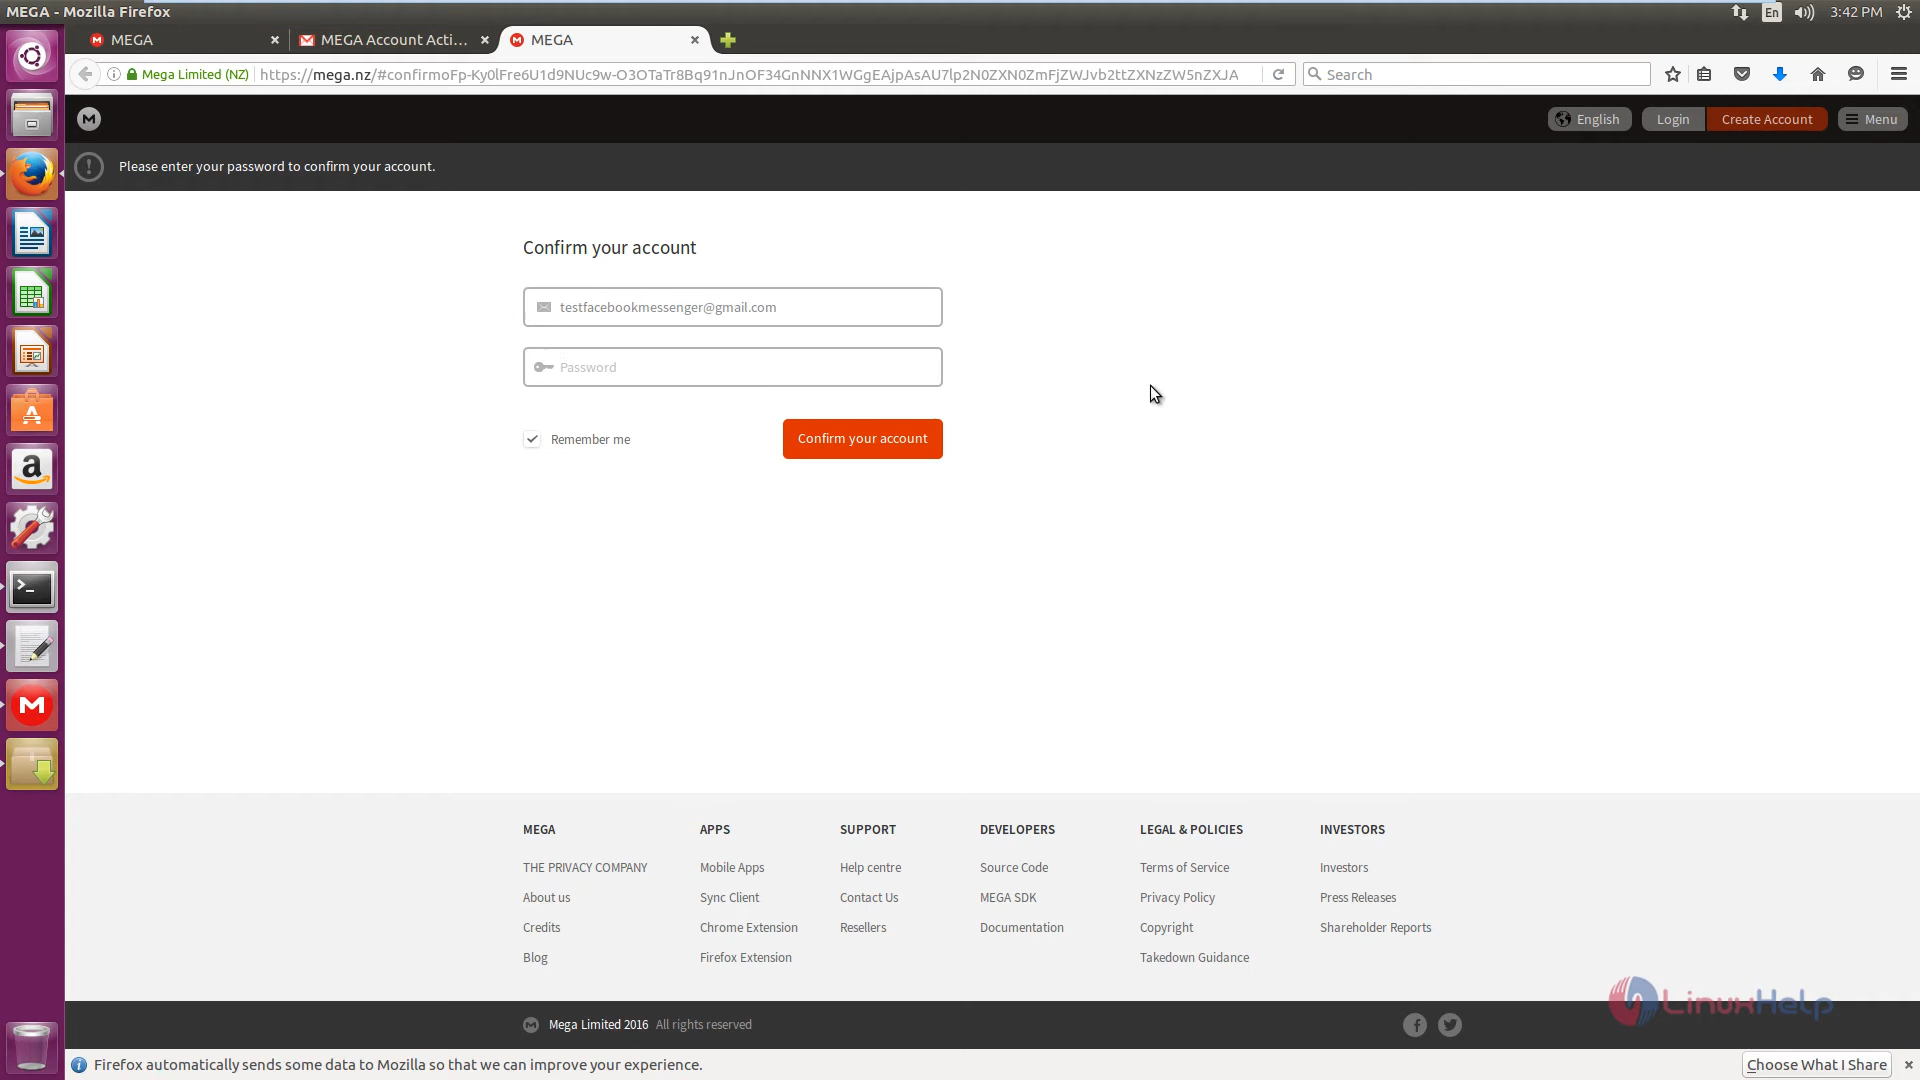 MEGA - Mozilla Firefox
En
3:42 PM
MEGA
MEGA Account Acti...
MEGA
Mega Limited (NZ)
https://mega.nz/#confirmoFp-Ky0lFre6U1d9NUc9w-O3OTaTr8Bq91nJnOF34GnNNX1WGgEAjpAsAU7lp2N0ZXN0ZmFjZWJvb2ttZXNzZW5nZXJA
Search
M
English
Login
Create Account
Menu
Please enter your password to confirm your account.
Confirm your account
testfacebookmessenger@gmail.com
Password
Remember me
Confirm your account
MEGA
THE PRIVACY COMPANY
About us
Credits
Blog
APPS
Mobile Apps
Sync Client
Chrome Extension
Firefox Extension
SUPPORT
Help centre
Contact Us
Resellers
DEVELOPERS
Source Code
MEGA SDK
Documentation
LEGAL & POLICIES
Terms of Service
Privacy Policy
Copyright
Takedown Guidance
INVESTORS
Investors
Press Releases
Shareholder Reports
LinuxHelp
Mega Limited 2016 All rights reserved
Firefox automatically sends some data to Mozilla so that we can improve your experience.
Choose What I Share